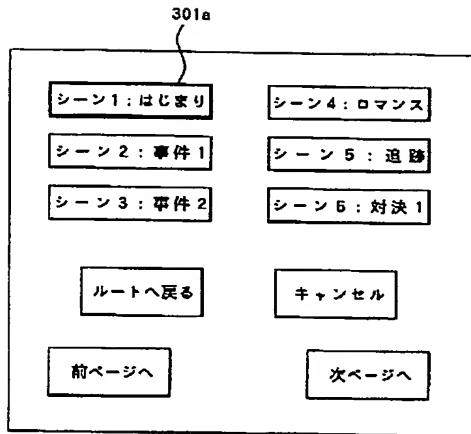 301a
シーン1：はじまり
シーン4：ロマンス
シーン2：事件1
シーン5：追跡
シーン3：事件2
シーン6：対決1
ルートへ戻る
キャンセル
前ページへ
次ページへ